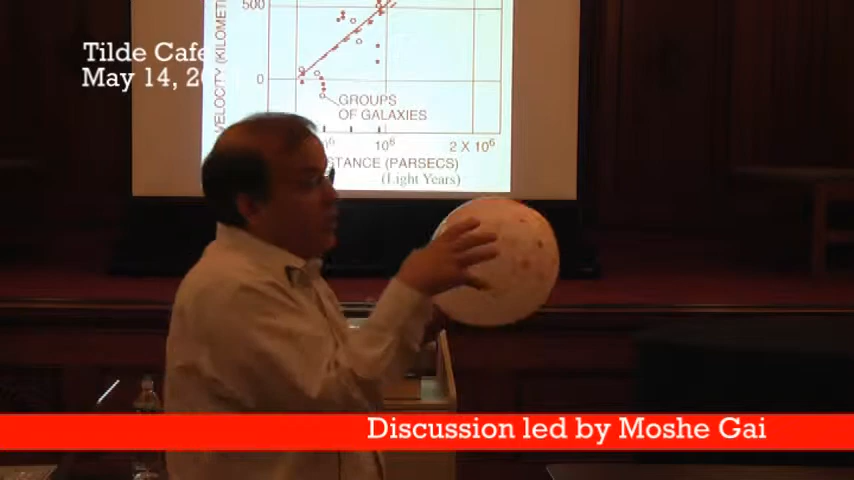 Tilde Cafe
May 14,
500
0
VELOCITY (KILOMET
GROUPS
OF GALAXIES
10⁶
2 X 10⁶
STANCE (PARSECS)
(Light Years)
Discussion led by Moshe Gai